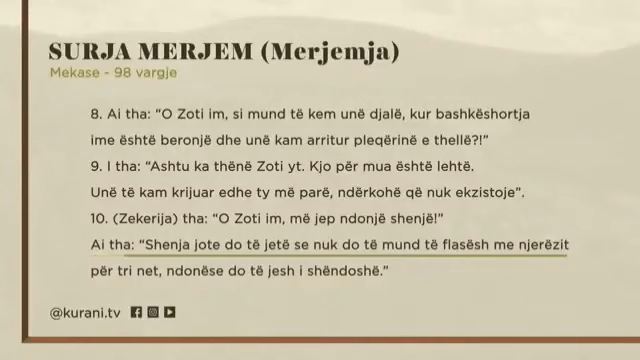 SURJA MERJEM (Merjemja)
Mekase - 98 vargje
8. Ai tha: “O Zoti im, si mund të kem unë djalë, kur bashkëshortja
ime është beronjë dhe unë kam arritur pleqërinë e thellë?!”
9. I tha: “Ashtu ka thënë Zoti yt. Kjo për mua është lehtë.
Unë të kam krijuar edhe ty më parë, ndërkohë që nuk ekzistoje”.
10. (Zekerija) tha: “O Zoti im, më jep ndonjë shenjë!”
Ai tha: “Shenja jote do të jetë se nuk do të mund të flasësh me njerëzit
për tri net, ndonëse do të jesh i shëndoshë.”
@kurani.tv